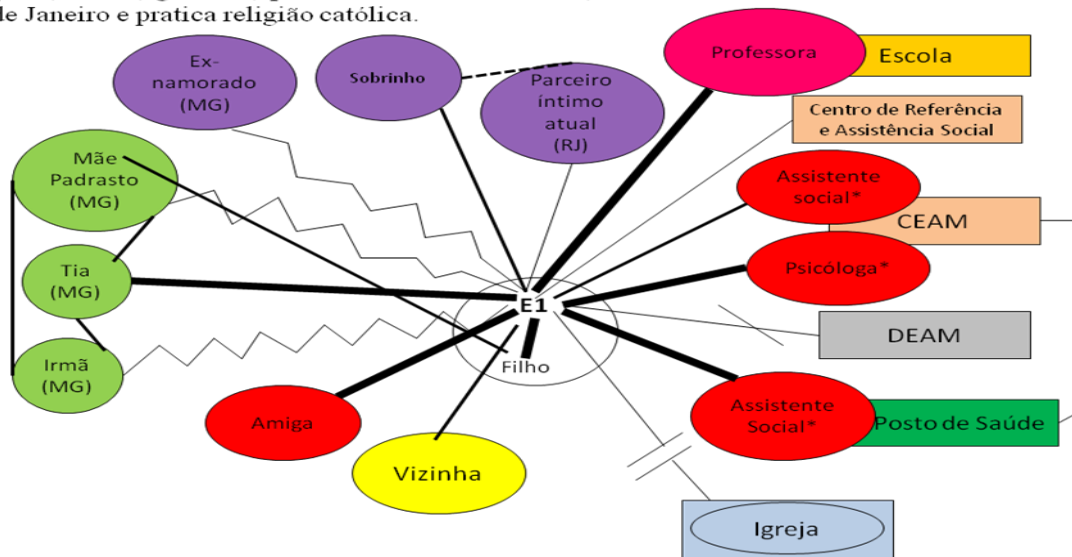 de Janeiro e pratica religião católica.
Ex-
namorado
(MG)
Sobrinho
Parceiro
íntimo
atual
(RJ)
Professora
Escola
Centro de Referência
e Assistência Social
Mãe
Padrasto
(MG)
Assistente
social*
CEAM
Tia
(MG)
Psicóloga*
E1
DEAM
Irmã
(MG)
Filho
Amiga
Assistente
Social*
Posto de Saúde
Vizinha
Igreja